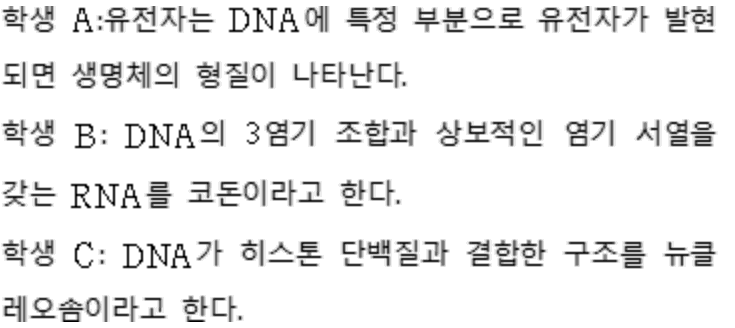 학생 A:유전자는 DNA에 특정 부분으로 유전자가 발현
되면 생명체의 형질이 나타난다.
학생 B: DNA의 3염기 조합과 상보적인 염기 서열을
갖는 RNA를 코돈이라고 한다.
학생 C: DNA가 히스톤 단백질과 결합한 구조를 뉴클
레오솜이라고 한다.